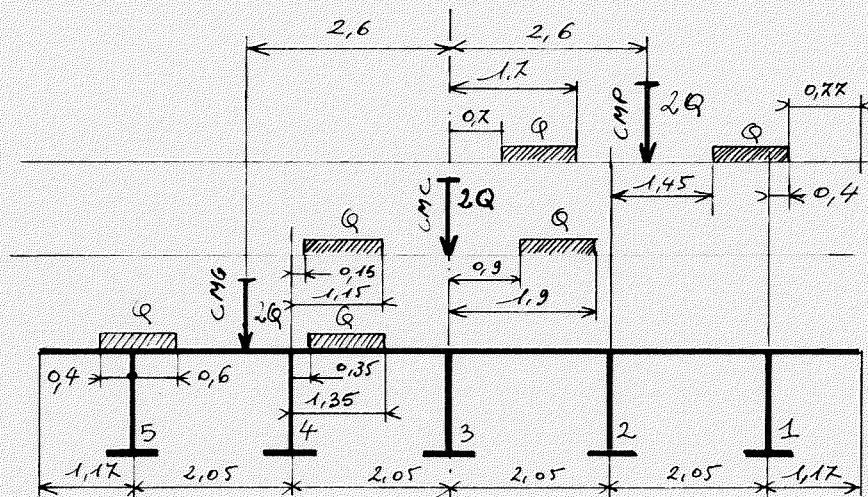 2,6 2,6
1,7
0,7 Q CMP 2Q Q 0,77
1,45 0,4
CMC 2Q
Q Q
0,15 0,9
1,15 1,9
CMG 2Q
Q Q
0,4 0,6 0,35
1,35
5 4 3 2 1
1,17 2,05 2,05 2,05 2,05 1,17